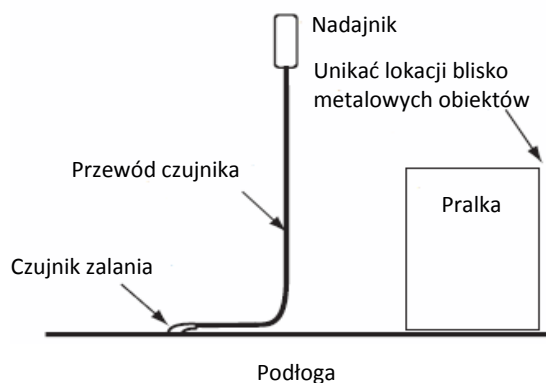 Nadajnik
Unikać lokacji blisko
metalowych obiektów
Przewód czujnika
Pralka
Czujnik zalania
Podłoga